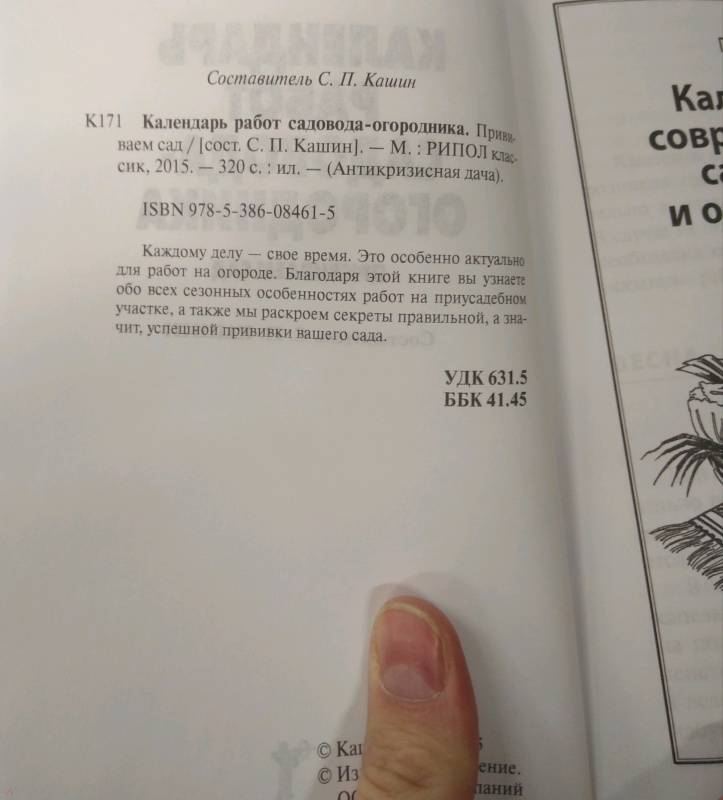 Составитель С. П. Кашин
К171 Календарь работ садовода-огородника. Приви-
ваем сад / [сост. С. П. Кашин]. — М. : РИПОЛ клас-
сик, 2015. — 320 с. : ил. — (Антикризисная дача).
ISBN 978-5-386-08461-5
Каждому делу — свое время. Это особенно актуально
для работ на огороде. Благодаря этой книге вы узнаете
обо всех сезонных особенностях работ на приусадебном
участке, а также мы раскроем секреты правильной, а зна-
чит, успешной прививки вашего сада.
УДК 631.5
ББК 41.45
©
©
и о